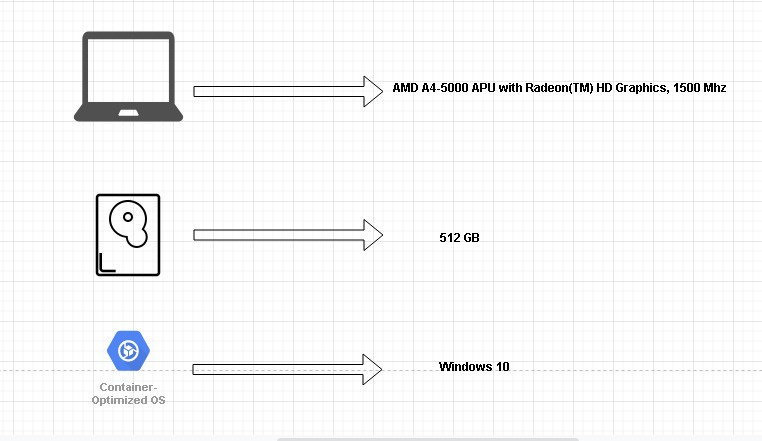 AMD A4-5000 APU with Radeon(TM) HD Graphics, 1500 Mhz
512 GB
Container-
Optimized OS
Windows 10